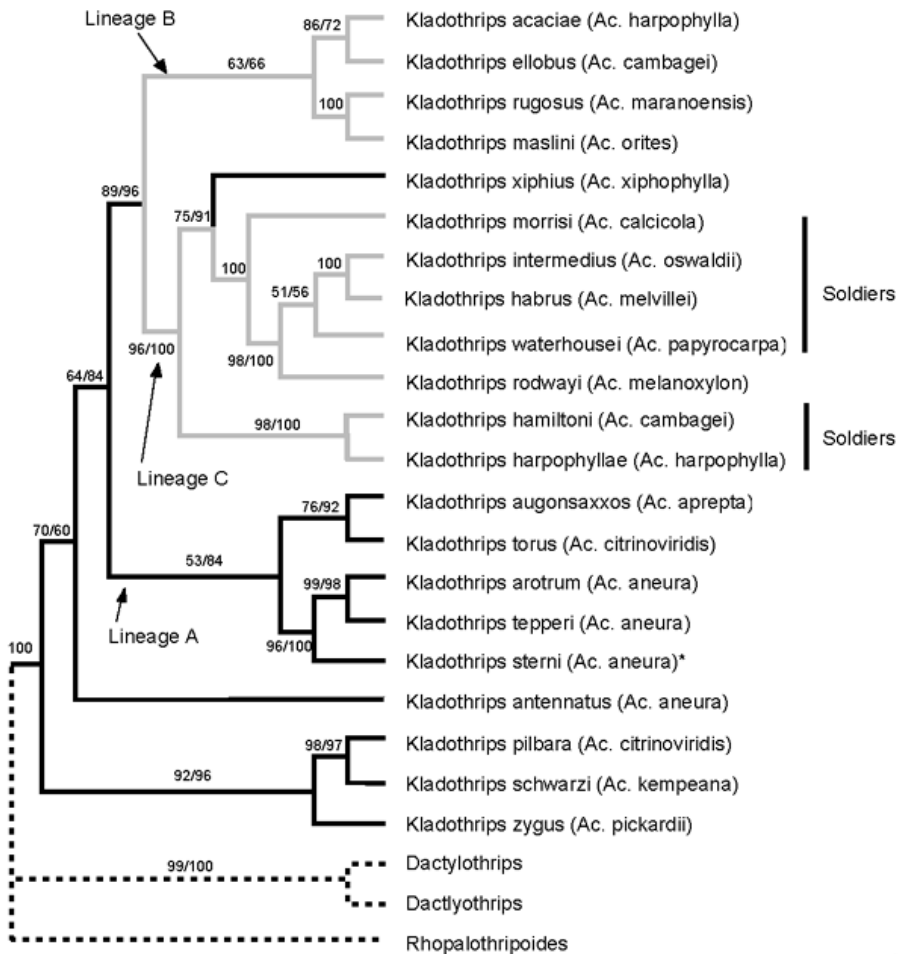 Lineage B
86/72
Kladothrips acaciae (Ac. harpophylla)
63/66
Kladothrips ellobus (Ac. cambagei)
100
Kladothrips rugosus (Ac. maranoensis)
Kladothrips maslini (Ac. orites)
89/96
Kladothrips xiphius (Ac. xiphophylla)
75/91
Kladothrips morrisi (Ac. calcicola)
100
100
Kladothrips intermedius (Ac. oswaldii)
51/56
Kladothrips habrus (Ac. melvillei)
Soldiers
96/100
98/100
Kladothrips waterhousei (Ac. papyrocarpa)
64/84
Kladothrips rodwayi (Ac. melanoxylon)
98/100
Kladothrips hamiltoni (Ac. cambagei)
Soldiers
Kladothrips harpophyllae (Ac. harpophylla)
Lineage C
76/92
Kladothrips augonsaxxos (Ac. aprepta)
70/60
Kladothrips torus (Ac. citrinoviridis)
53/84
99/98
Kladothrips arotrum (Ac. aneura)
Kladothrips tepperi (Ac. aneura)
Lineage A
96/100
100
Kladothrips sterni (Ac. aneura)*
Kladothrips antennatus (Ac. aneura)
98/97
Kladothrips pilbara (Ac. citrinoviridis)
92/96
Kladothrips schwarzi (Ac. kempeana)
Kladothrips zygus (Ac. pickardii)
99/100
Dactylothrips
Dactlyothrips
Rhopalothripoides